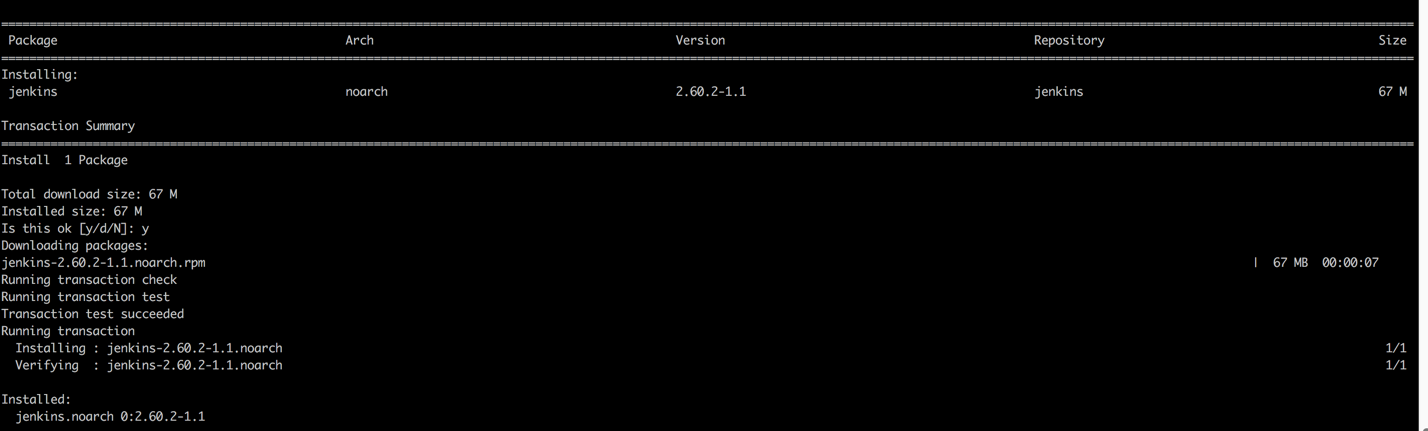 ================================================================================
Package Arch Version Repository Size
================================================================================
Installing:
jenkins noarch 2.60.2-1.1 jenkins 67 M
Transaction Summary
================================================================================
Install 1 Package
Total download size: 67 M
Installed size: 67 M
Is this ok [y/d/N]: y
Downloading packages:
jenkins-2.60.2-1.1.noarch.rpm | 67 MB 00:00:07
Running transaction check
Running transaction test
Transaction test succeeded
Running transaction
Installing : jenkins-2.60.2-1.1.noarch 1/1
Verifying : jenkins-2.60.2-1.1.noarch 1/1
Installed:
jenkins.noarch 0:2.60.2-1.1